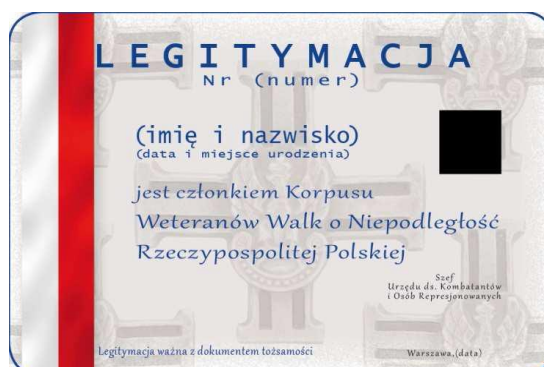 LEGITYMACJA
Nr (numer)
(imię i nazwisko)
(data i miejsce urodzenia)
jest członkiem Korpusu
Weteranów Walk o Niepodległość
Rzeczypospolitej Polskiej
Szef
Urzędu ds. Kombatantów
i Osób Represjonowanych
Legitymacja ważna z dokumentem tożsamości
Warszawa,(data)